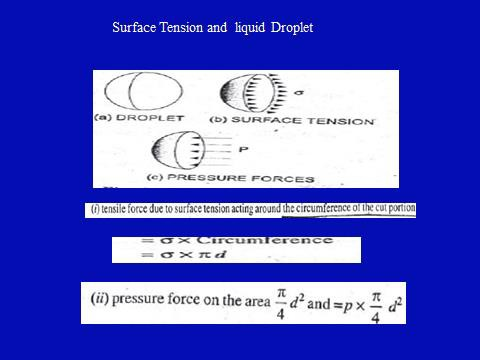 Surface Tension and liquid Droplet
(a) DROPLET (b) SURFACE TENSION
σ
P
(c) PRESSURE FORCES
(i) tensile force due to surface tension acting around the circumference of the cut portion
= σ × Circumference
= σ × π d
(ii) pressure force on the area π/4 d² and = p × π/4 d²